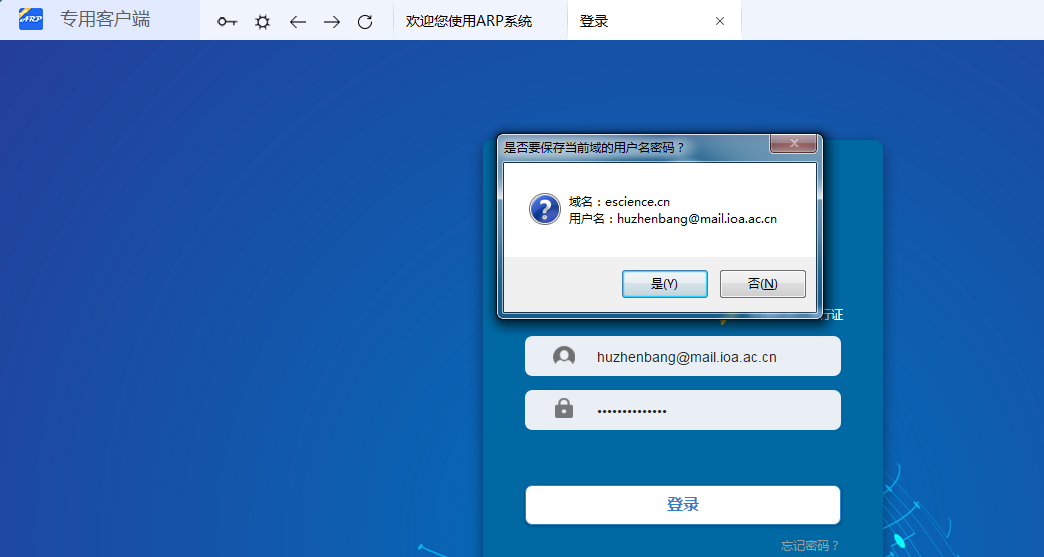 ARP 专用客户端 欢迎您使用ARP系统 登录
是否要保存当前域的用户名密码？
域名：escience.cn
用户名：huzhenbang@mail.ioa.ac.cn
是(Y) 否(N)
行证
huzhenbang@mail.ioa.ac.cn
••••••••••••••
登录
忘记密码？